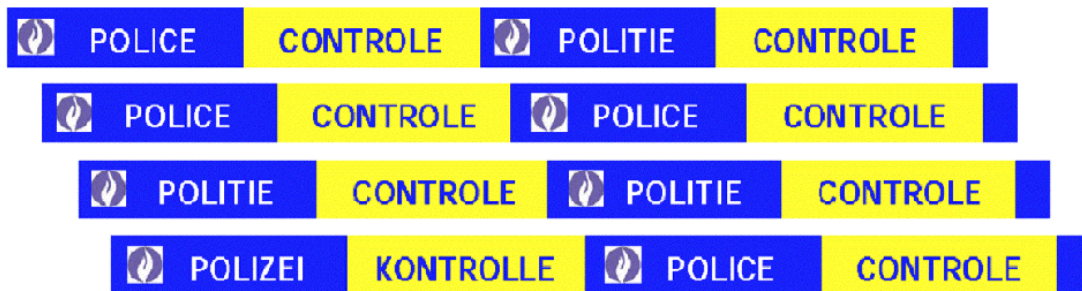 POLICE CONTROLE POLITIE CONTROLE
POLICE CONTROLE POLICE CONTROLE
POLITIE CONTROLE POLITIE CONTROLE
POLIZEI KONTROLLE POLICE CONTROLE